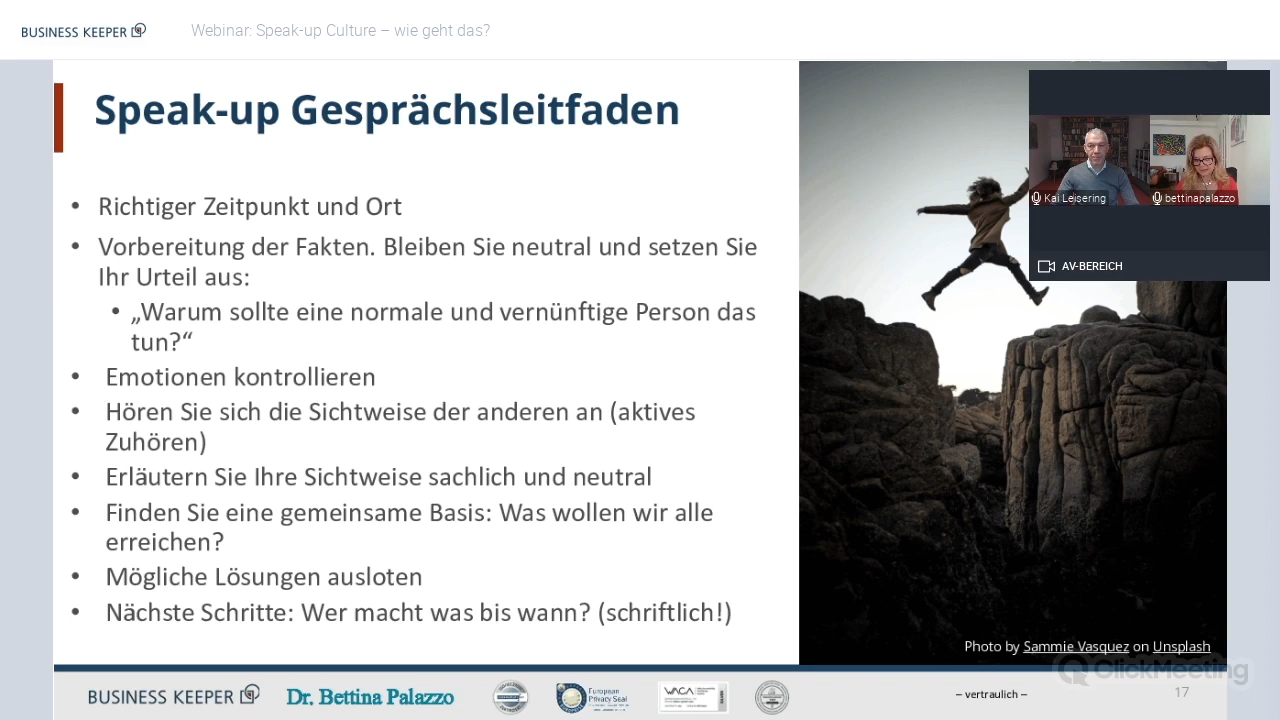 BUSINESS KEEPER
Webinar: Speak-up Culture – wie geht das?
Speak-up Gesprächsleitfaden
• Richtiger Zeitpunkt und Ort
• Vorbereitung der Fakten. Bleiben Sie neutral und setzen Sie
Ihr Urteil aus:
• „Warum sollte eine normale und vernünftige Person das
tun?“
• Emotionen kontrollieren
• Hören Sie sich die Sichtweise der anderen an (aktives
Zuhören)
• Erläutern Sie Ihre Sichtweise sachlich und neutral
• Finden Sie eine gemeinsame Basis: Was wollen wir alle
erreichen?
• Mögliche Lösungen ausloten
• Nächste Schritte: Wer macht was bis wann? (schriftlich!)
Kai Leisering
bettinapalazzo
AV-BEREICH
Photo by Sammie Vasquez on Unsplash
ClickMeeting
BUSINESS KEEPER
Dr. Bettina Palazzo
European
Privacy Seal
WACA
– vertraulich –
17